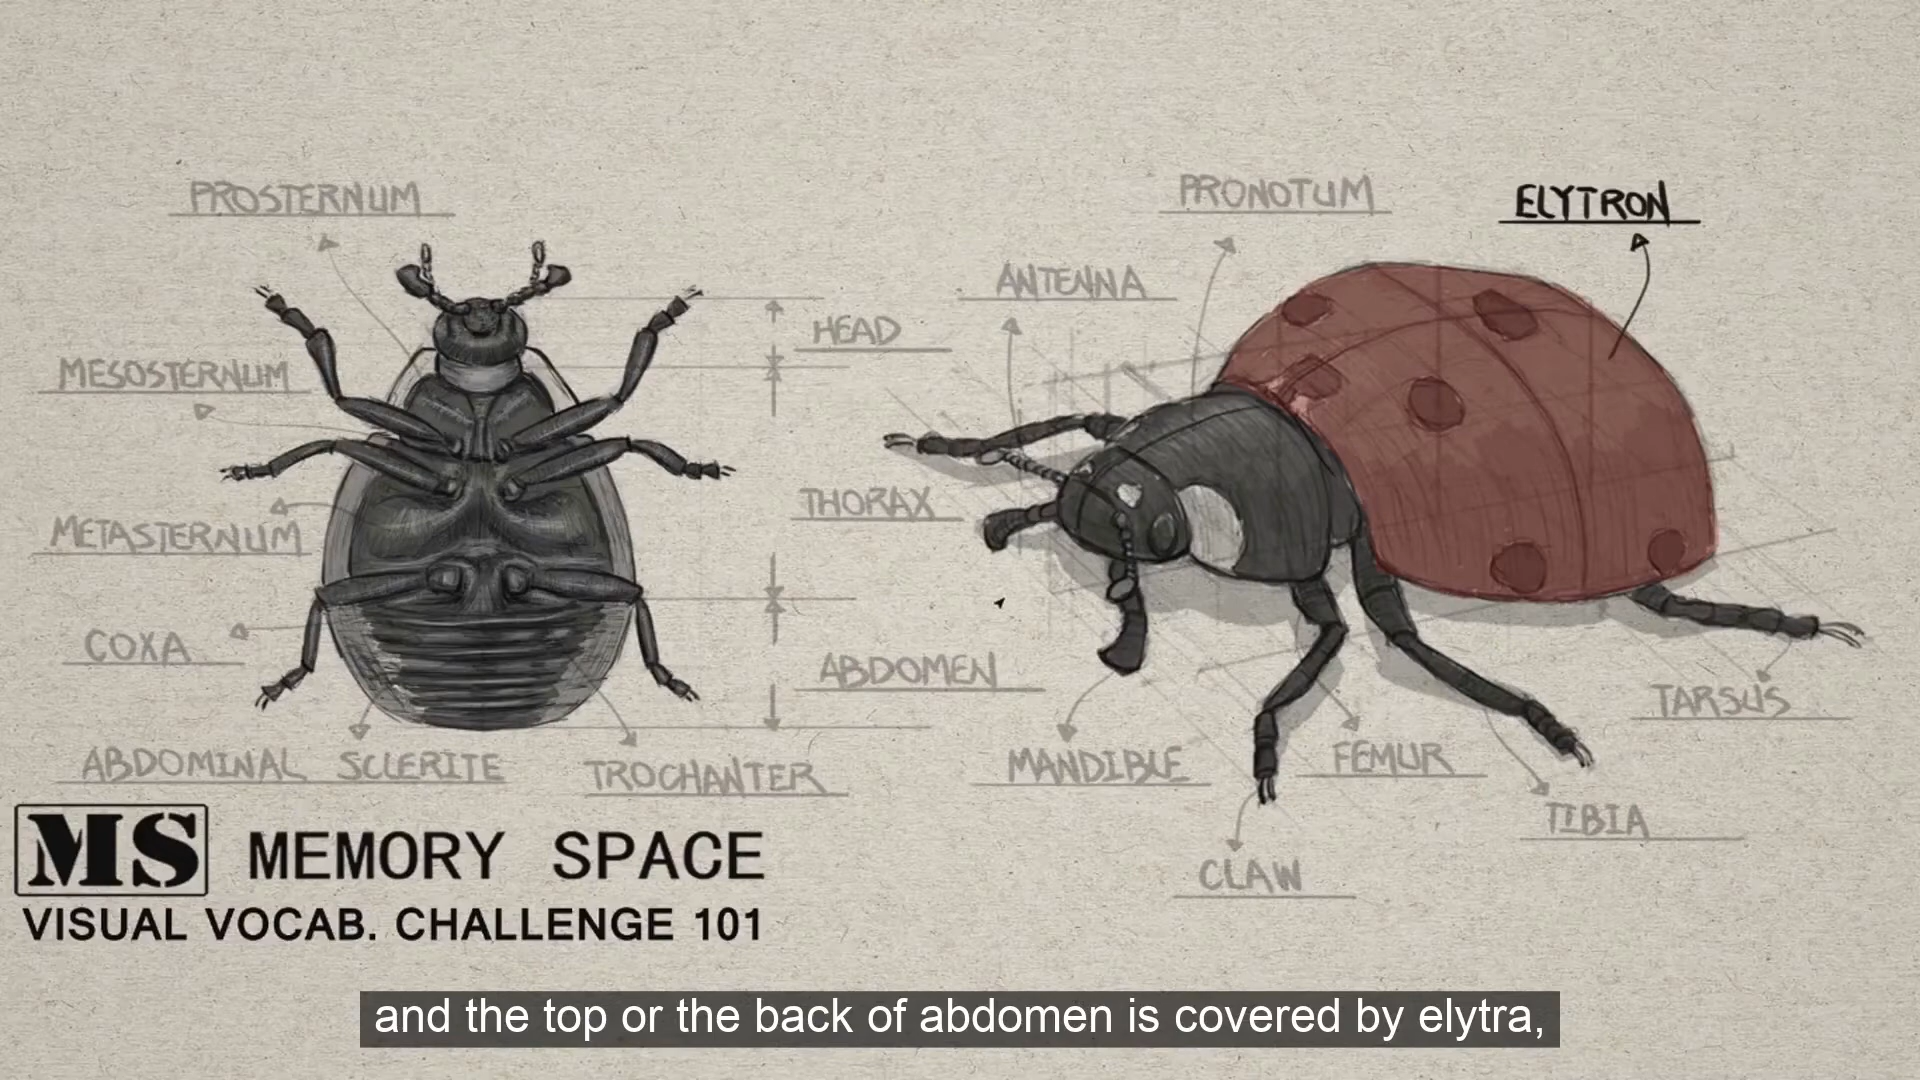 PROSTERNUM
PRONOTUM
ELYTRON
ANTENNA
HEAD
MESOSTERNUM
THORAX
METASTERNUM
COXA
ABDOMEN
TARSUS
ABDOMINAL SCLERITE
TROCHANTER
MANDIBLE
FEMUR
TIBIA
CLAW
MS MEMORY SPACE
VISUAL VOCAB. CHALLENGE 101
and the top or the back of abdomen is covered by elytra,